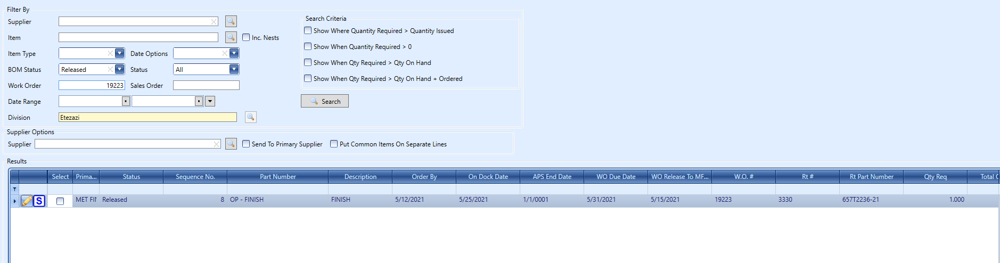 Filter By
Supplier
Search Criteria
Show Where Quantity Required > Quantity Issued
Item Inc. Nests
Show When Quantity Required > 0
Item Type Date Options
Show When Qty Required > Qty On Hand
BOM Status Released Status All
Show When Qty Required > Qty On Hand + Ordered
Work Order 19223 Sales Order
Date Range Search
Division Etezazi
Supplier Options
Supplier Send To Primary Supplier Put Common Items On Separate Lines
Results
Select Prima... Status Sequence No. Part Number Description Order By On Dock Date APS End Date WO Due Date WO Release To MF... W.O. # Rt # Rt Part Number Qty Req Total
S MET FI Released 8 OP - FINISH FINISH 5/12/2021 5/25/2021 1/1/0001 5/31/2021 5/15/2021 19223 3330 657T2236-21 1.000